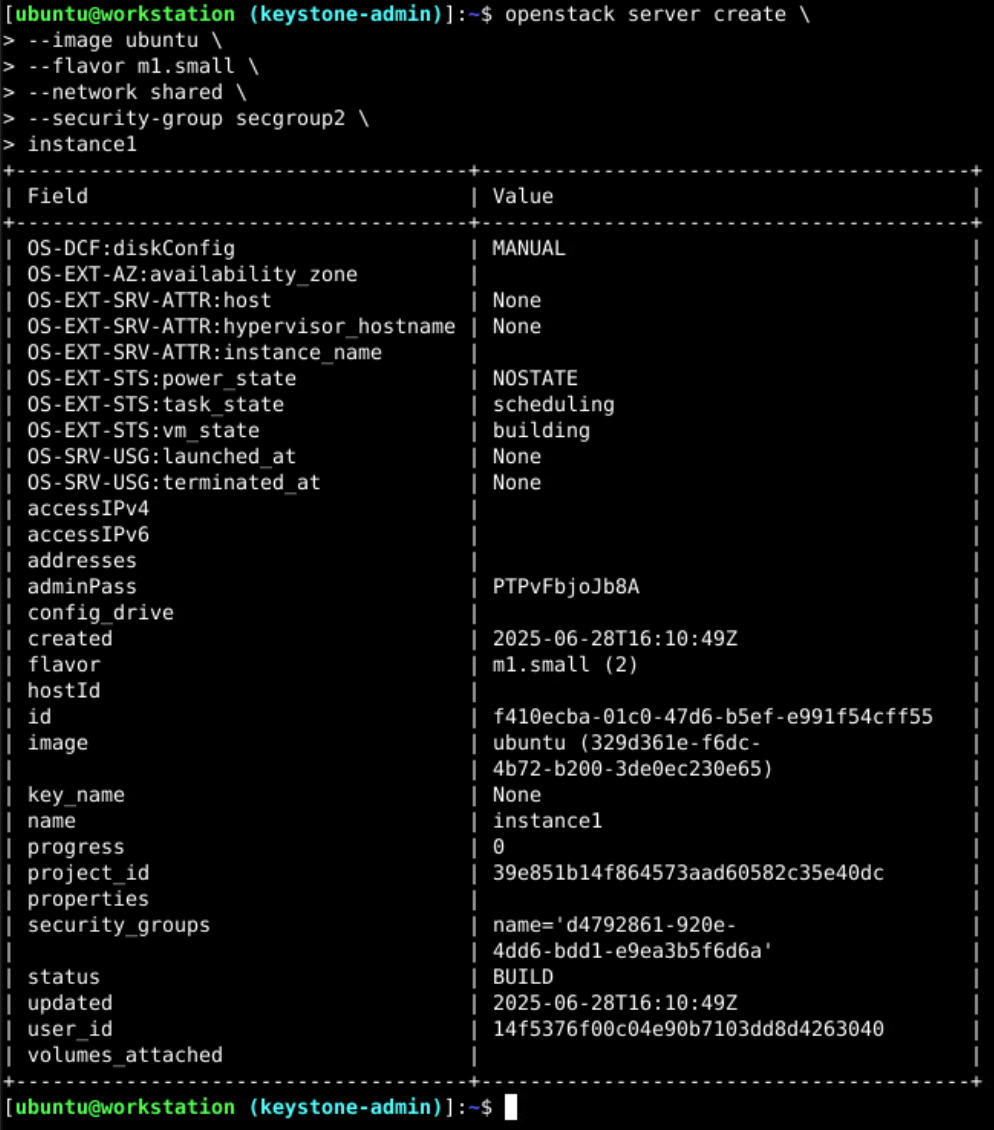 [ubuntu@workstation (keystone-admin)]:~$ openstack server create \
> --image ubuntu \
> --flavor m1.small \
> --network shared \
> --security-group secgroup2 \
> instance1
+-------------------------------------+----------------------------------------+
| Field                               | Value                                  |
+-------------------------------------+----------------------------------------+
| OS-DCF:diskConfig                   | MANUAL                                 |
| OS-EXT-AZ:availability_zone         |                                        |
| OS-EXT-SRV-ATTR:host                | None                                   |
| OS-EXT-SRV-ATTR:hypervisor_hostname | None                                   |
| OS-EXT-SRV-ATTR:instance_name       |                                        |
| OS-EXT-STS:power_state              | NOSTATE                                |
| OS-EXT-STS:task_state               | scheduling                             |
| OS-EXT-STS:vm_state                 | building                               |
| OS-SRV-USG:launched_at              | None                                   |
| OS-SRV-USG:terminated_at            | None                                   |
| accessIPv4                          |                                        |
| accessIPv6                          |                                        |
| addresses                           |                                        |
| adminPass                           | PTPvFbjoJb8A                           |
| config_drive                        |                                        |
| created                             | 2025-06-28T16:10:49Z                   |
| flavor                              | m1.small (2)                           |
| hostId                              |                                        |
| id                                  | f410ecba-01c0-47d6-b5ef-e991f54cff55   |
| image                               | ubuntu (329d361e-f6dc-                 |
|                                     | 4b72-b200-3de0ec230e65)                |
| key_name                            | None                                   |
| name                                | instance1                              |
| progress                            | 0                                      |
| project_id                          | 39e851b14f864573aad60582c35e40dc       |
| properties                          |                                        |
| security_groups                     | name='d4792861-920e-                   |
|                                     | 4dd6-bdd1-e9ea3b5f6d6a'                |
| status                              | BUILD                                  |
| updated                             | 2025-06-28T16:10:49Z                   |
| user_id                             | 14f5376f00c04e90b7103dd8d4263040       |
| volumes_attached                    |                                        |
+-------------------------------------+----------------------------------------+
[ubuntu@workstation (keystone-admin)]:~$